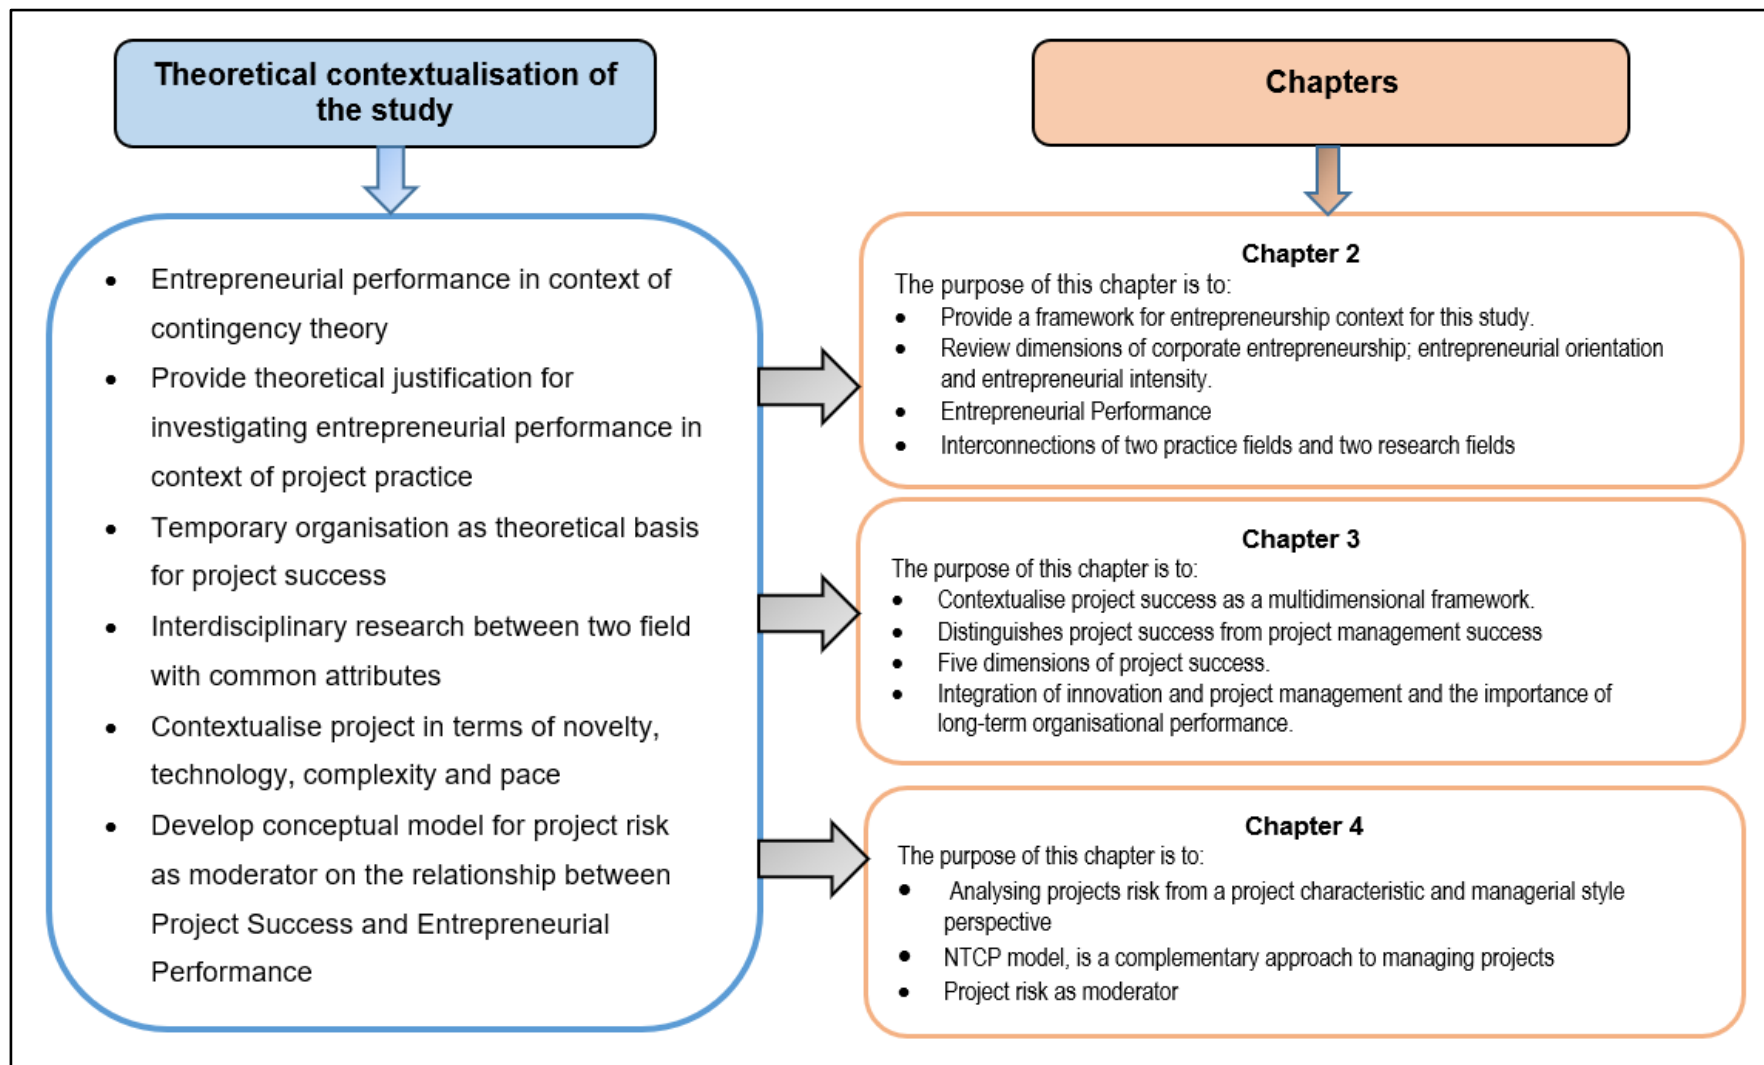 Theoretical contextualisation of
the study
Entrepreneurial performance in context of
contingency theory
Provide theoretical justification for
investigating entrepreneurial performance in
context of project practice
Temporary organisation as theoretical basis
for project success
Interdisciplinary research between two field
with common attributes
Contextualise project in terms of novelty,
technology, complexity and pace
Develop conceptual model for project risk
as moderator on the relationship between
Project Success and Entrepreneurial
Performance
Chapters
Chapter 2
The purpose of this chapter is to:
Provide a framework for entrepreneurship context for this study.
Review dimensions of corporate entrepreneurship; entrepreneurial orientation
and entrepreneurial intensity.
Entrepreneurial Performance
Interconnections of two practice fields and two research fields
Chapter 3
The purpose of this chapter is to:
Contextualise project success as a multidimensional framework.
Distinguishes project success from project management success
Five dimensions of project success.
Integration of innovation and project management and the importance of
long-term organisational performance.
Chapter 4
The purpose of this chapter is to:
Analysing projects risk from a project characteristic and managerial style
perspective
NTCP model, is a complementary approach to managing projects
Project risk as moderator